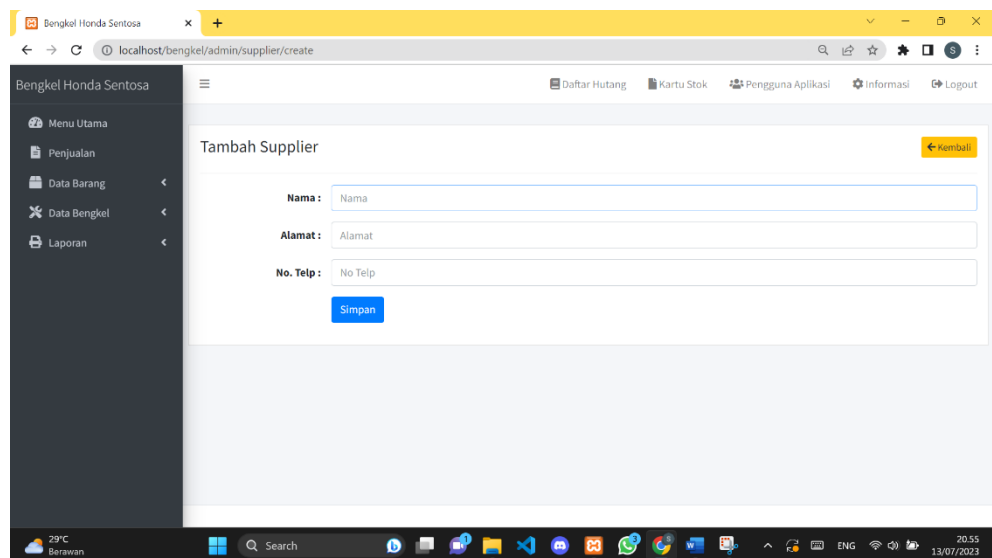 Bengkel Honda Sentosa
localhost/bengkel/admin/supplier/create
S
Bengkel Honda Sentosa
Daftar Hutang
Kartu Stok
Pengguna Aplikasi
Informasi
Logout
Menu Utama
Penjualan
Data Barang
Data Bengkel
Laporan
Tambah Supplier
Kembali
Nama : Nama
Alamat : Alamat
No. Telp : No Telp
Simpan
29°C
Berawan
Search
ENG
20.55
13/07/2023